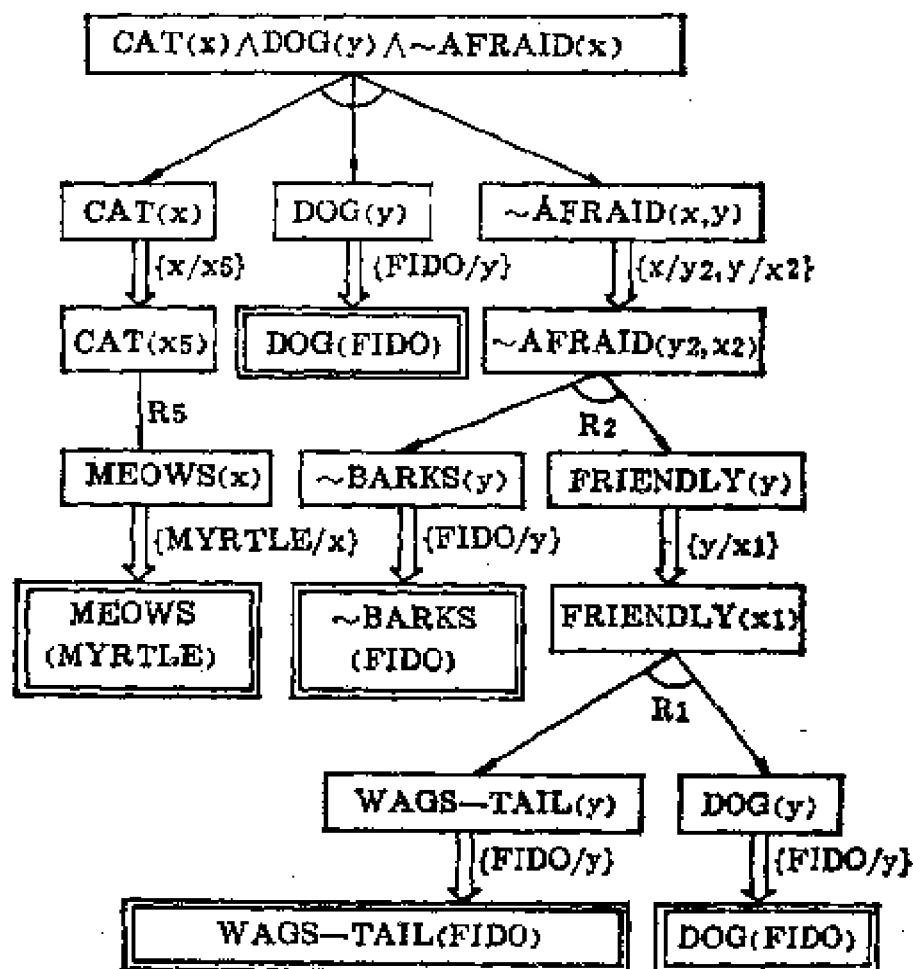 CAT(x)∧DOG(y)∧~AFRAID(x)
CAT(x)
DOG(y)
~AFRAID(x,y)
{x/x5}
{FIDO/y}
{x/y2,y/x2}
CAT(x5)
DOG(FIDO)
~AFRAID(y2,x2)
R5
R2
MEOWS(x)
~BARKS(y)
FRIENDLY(y)
{MYRTLE/x}
{FIDO/y}
{y/x1}
MEOWS
(MYRTLE)
~BARKS
(FIDO)
FRIENDLY(x1)
R1
WAGS—TAIL(y)
DOG(y)
{FIDO/y}
{FIDO/y}
WAGS—TAIL(FIDO)
DOG(FIDO)